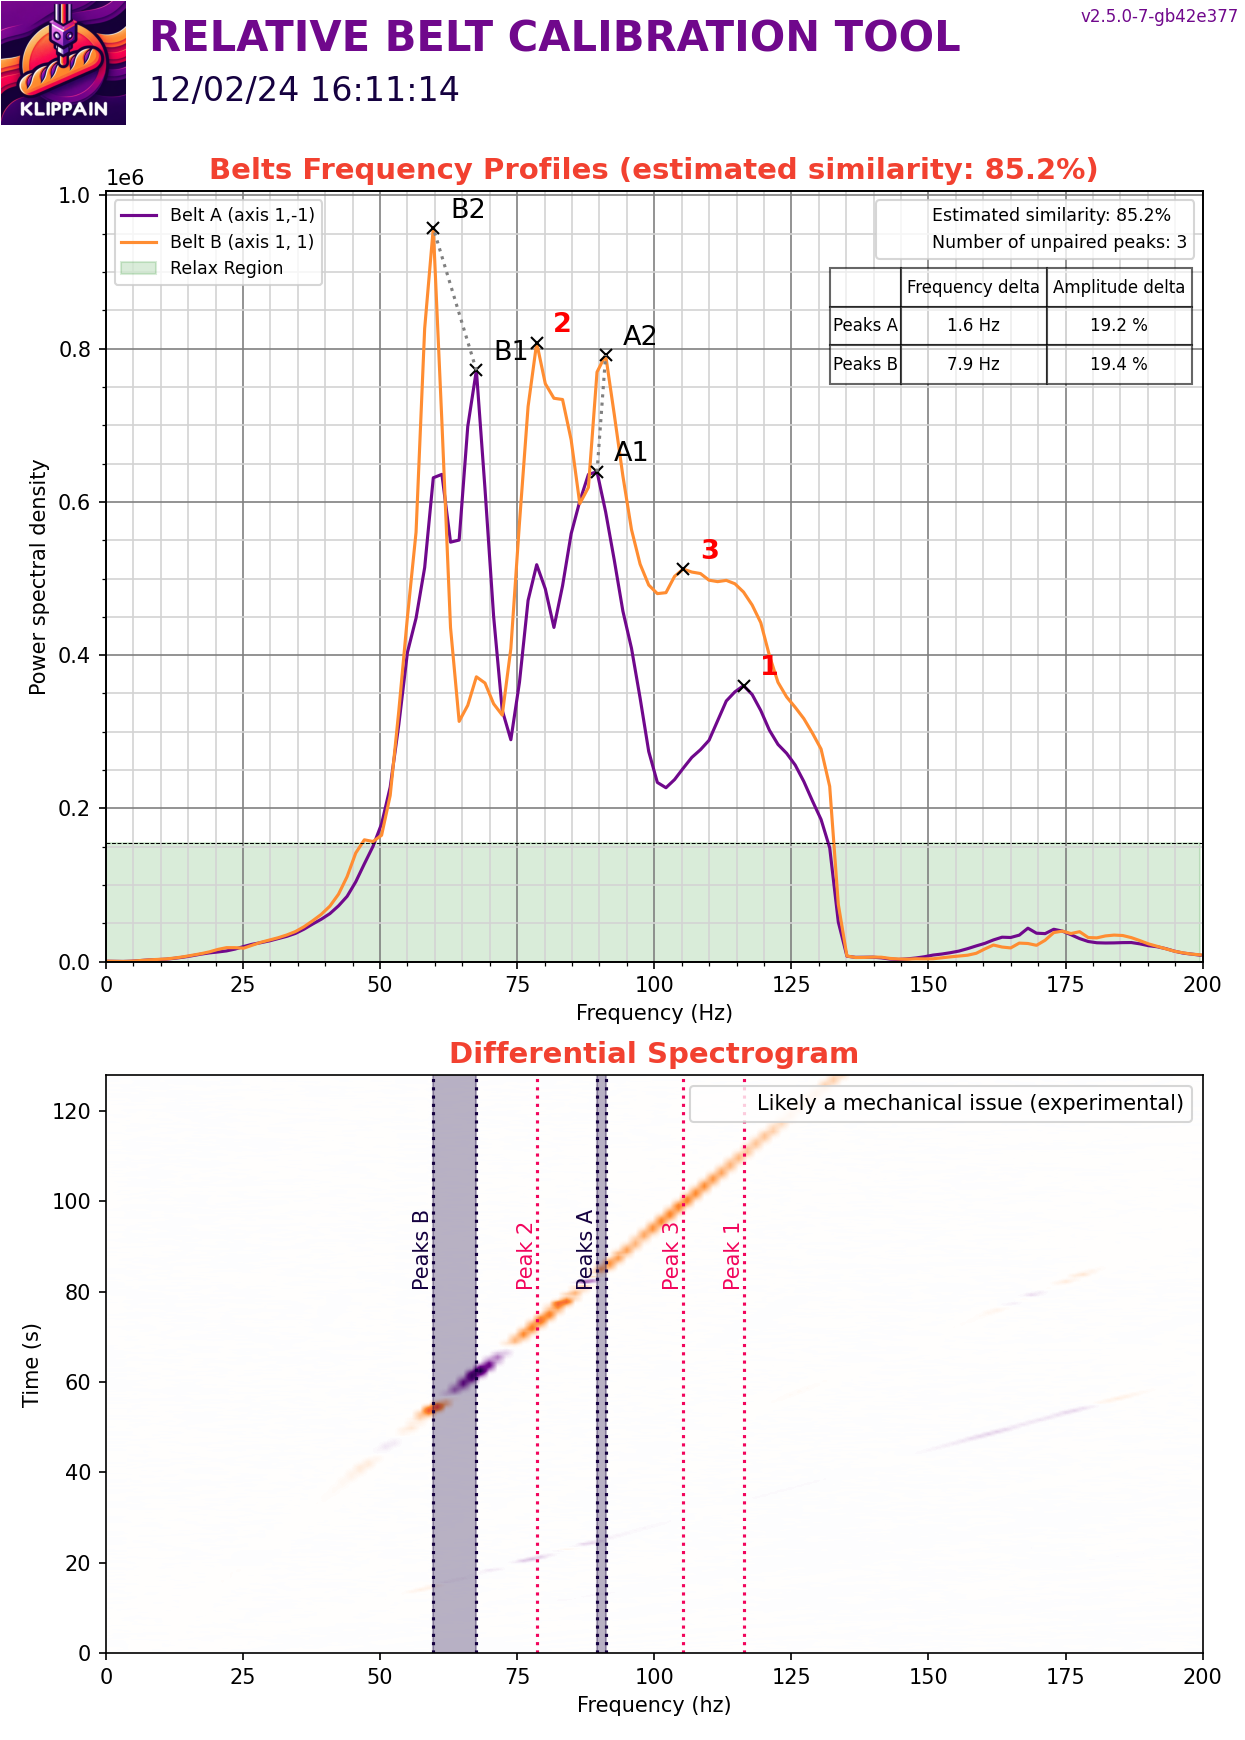 v2.5.0-7-gb42e377
RELATIVE BELT CALIBRATION TOOL
12/02/24 16:11:14
KLIPPAIN
Belts Frequency Profiles (estimated similarity: 85.2%)
1e6
Belt A (axis 1,-1)
Belt B (axis 1, 1)
Relax Region
Estimated similarity: 85.2%
Number of unpaired peaks: 3
Frequency delta Amplitude delta
Peaks A 1.6 Hz 19.2 %
Peaks B 7.9 Hz 19.4 %
B2
2
B1
A2
A1
3
1
1.0
0.8
0.6
0.4
0.2
0.0
Power spectral density
0 25 50 75 100 125 150 175 200
Frequency (Hz)
Differential Spectrogram
Likely a mechanical issue (experimental)
Peaks B
Peak 2
Peaks A
Peak 3
Peak 1
120
100
80
60
40
20
0
Time (s)
0 25 50 75 100 125 150 175 200
Frequency (hz)